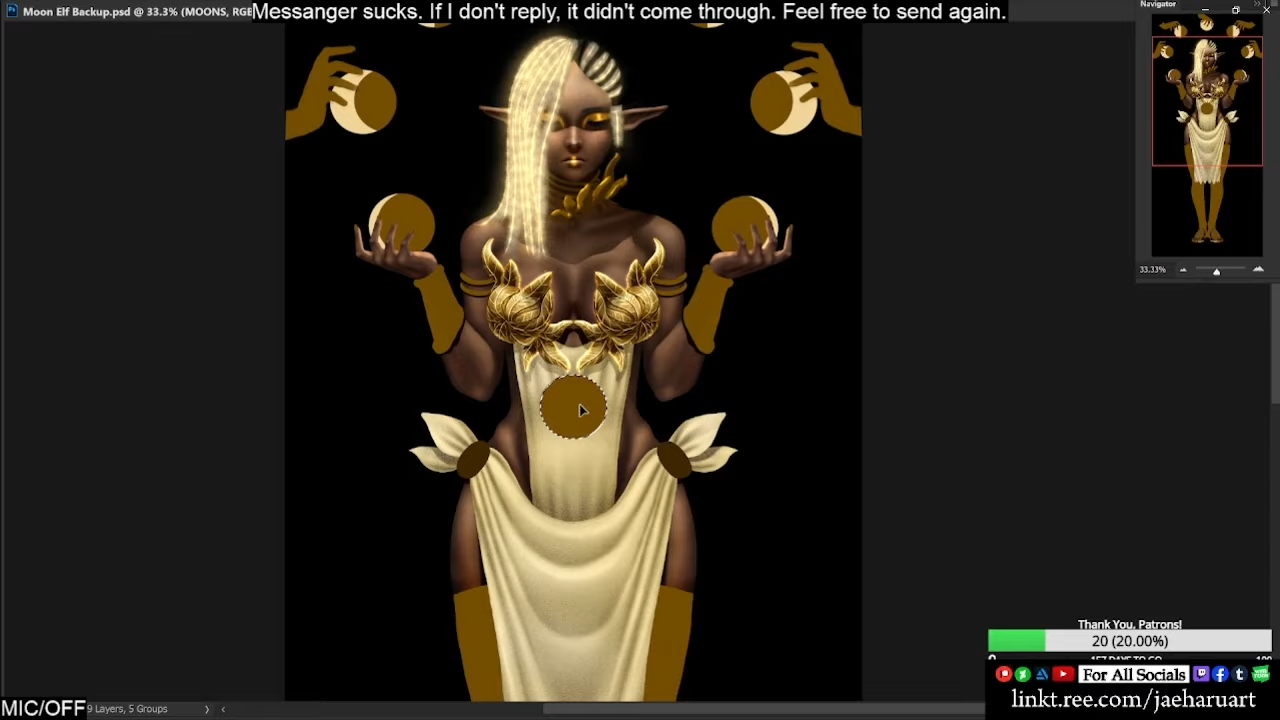 Moon Elf Backup.psd @ 33.3% (MOONS, RGB
Messanger sucks. If I don't reply, it didn't come through. Feel free to send again.
Navigator
33.33%
Thank You, Patrons!
20 (20.00%)
For All Socials
linkt.ree.com/jaeharuart
MIC/OFF
9 Layers, 5 Groups